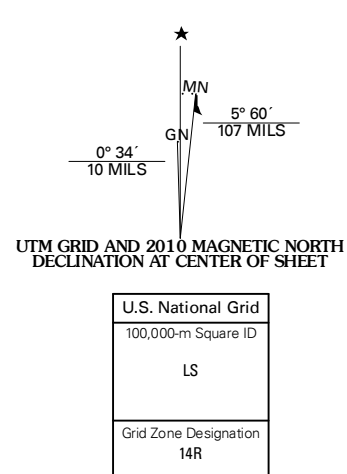 MN
5° 60´
107 MILS
GN
0° 34´
10 MILS
UTM GRID AND 2010 MAGNETIC NORTH
DECLINATION AT CENTER OF SHEET
U.S. National Grid
100,000-m Square ID
LS
Grid Zone Designation
14R